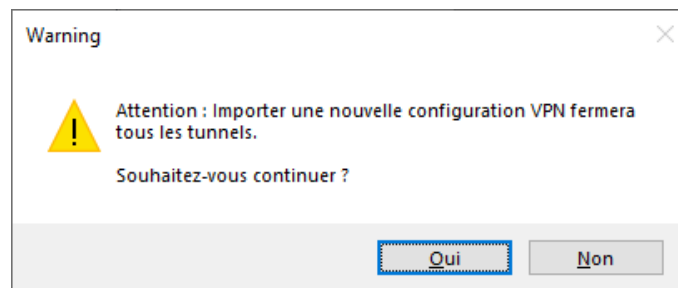 Warning
Attention : Importer une nouvelle configuration VPN fermera
tous les tunnels.
Souhaitez-vous continuer ?
Oui
Non